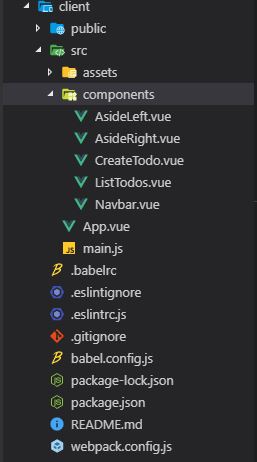 client
public
src
assets
components
AsideLeft.vue
AsideRight.vue
CreateTodo.vue
ListTodos.vue
Navbar.vue
App.vue
JS main.js
.babelrc
.eslintignore
.eslintrc.js
.gitignore
babel.config.js
package-lock.json
package.json
README.md
webpack.config.js